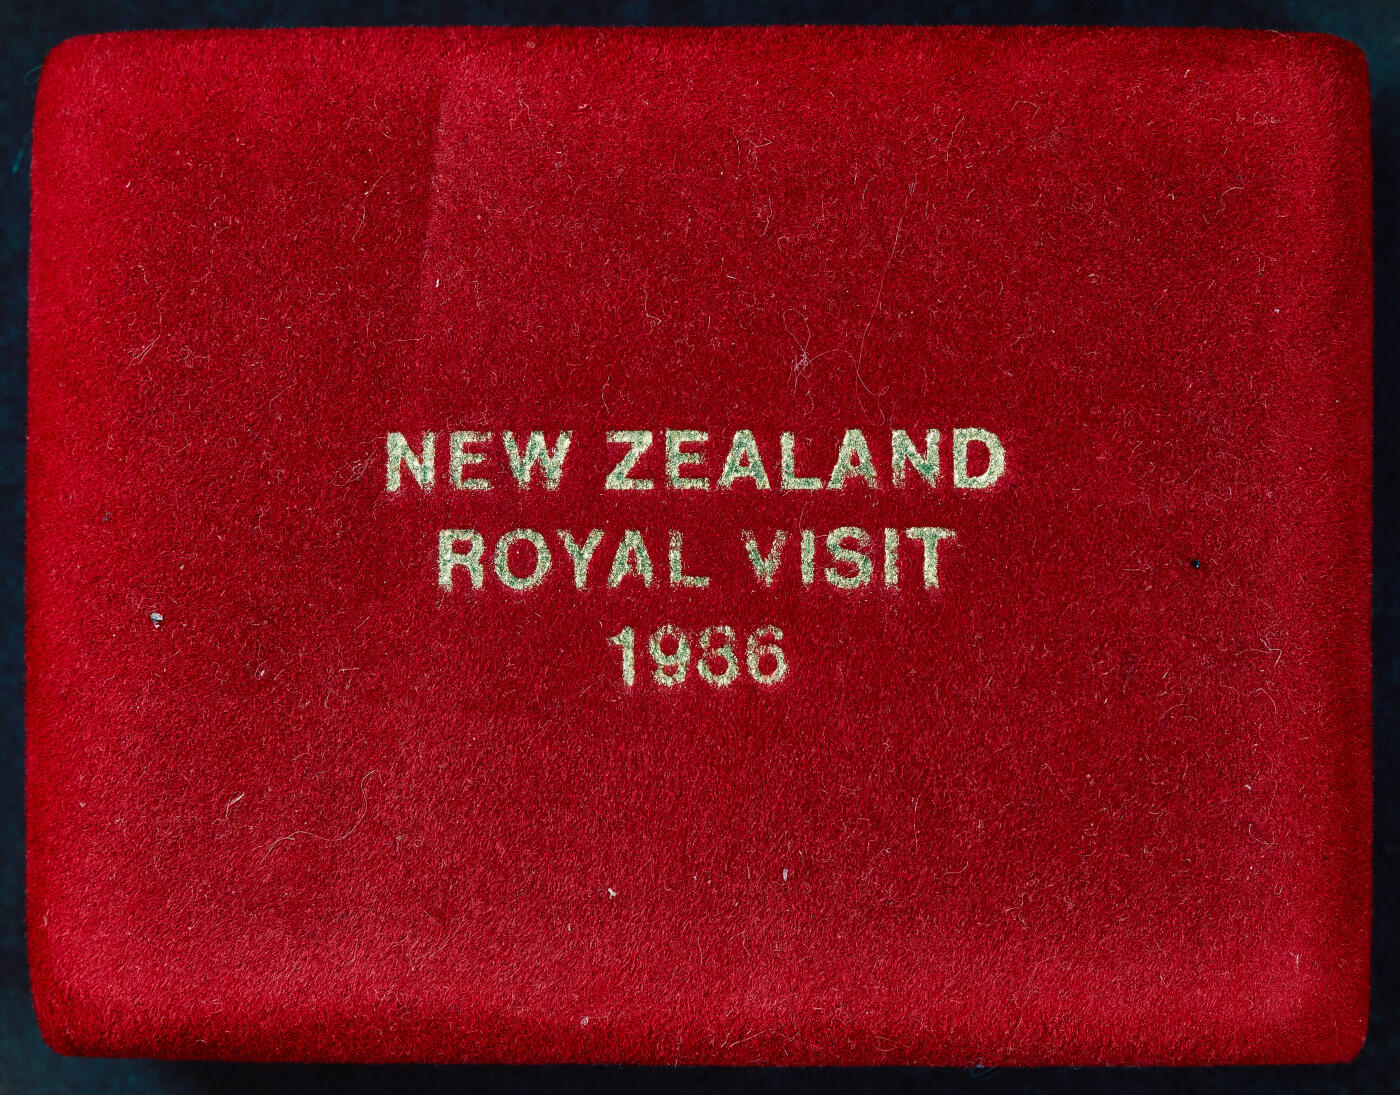 NEW ZEALAND
ROYAL VISIT
1986